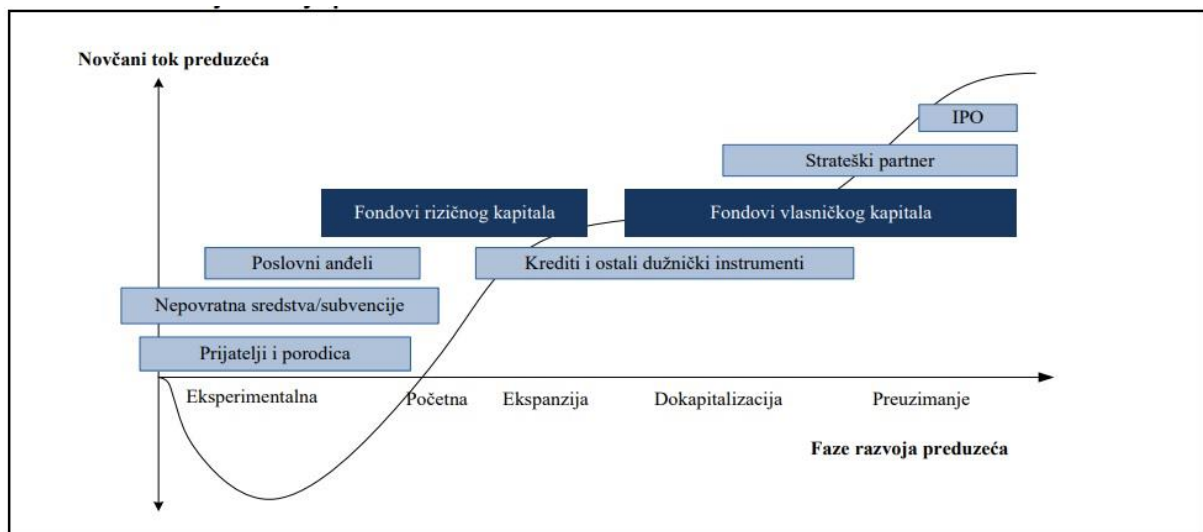 Novčani tok preduzeća
IPO
Strateški partner
Fondovi rizičnog kapitala
Fondovi vlasničkog kapitala
Poslovni anđeli
Krediti i ostali dužnički instrumenti
Nepovratna sredstva/subvencije
Prijatelji i porodica
Eksperimentalna
Početna
Ekspanzija
Dokapitalizacija
Preuzimanje
Faze razvoja preduzeća